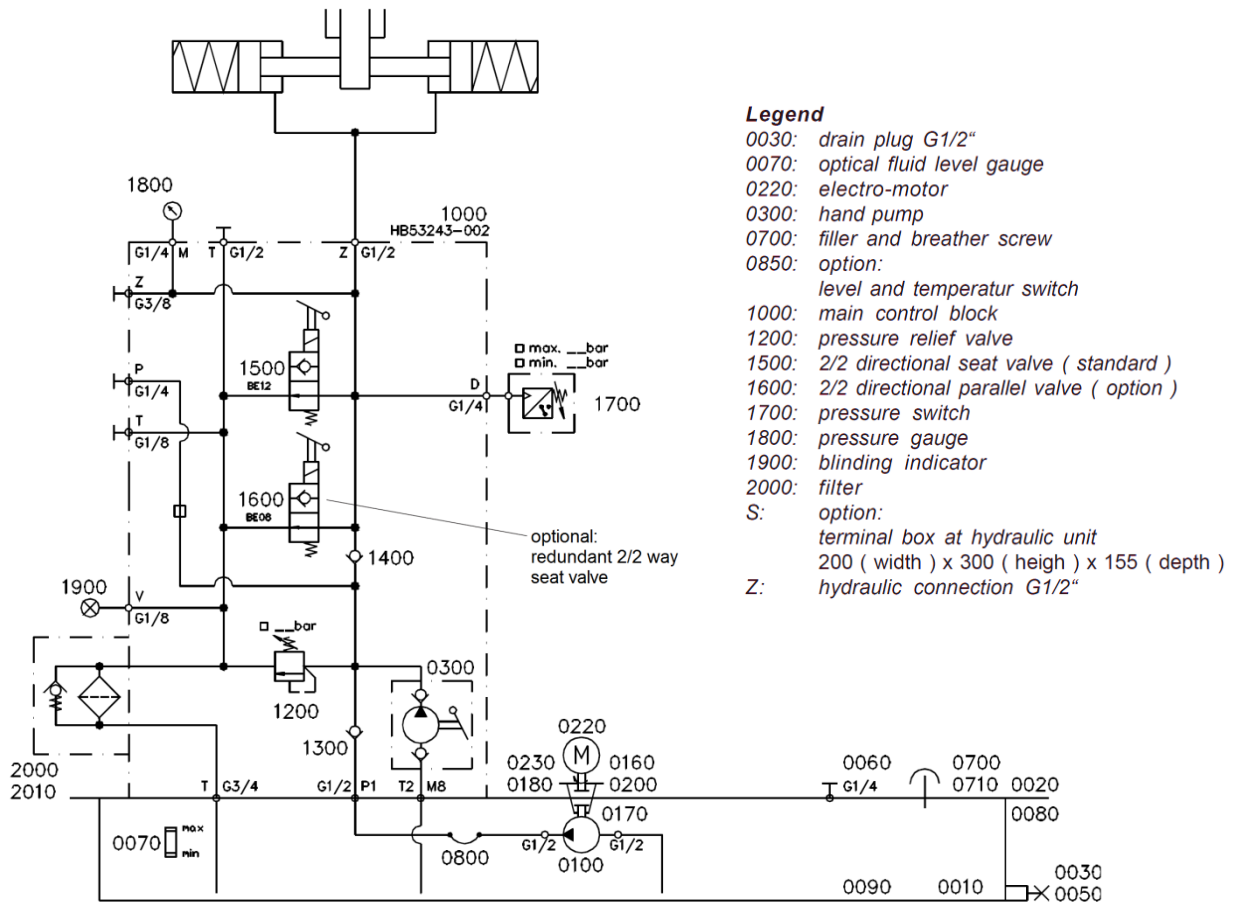 1800
1000
HB53243-002
G1/4 M T G1/2 Z G1/2
Z
G3/8
P
G1/4
T
G1/8
1500
BE12
max. __bar
min. __bar
D
G1/4
1700
1600
BE08
optional:
redundant 2/2 way
seat valve
1400
1900
V
G1/8
__bar
1200
0300
1300
2000
2010
T G3/4
G1/2 P1
T2 M8
0220
M
0230 0160
0180 0200
0170
0060
G1/4
0700
0710
0020
0080
0070
max
min
0800
G1/2
0100
G1/2
0090 0010
0030
0050
Legend
0030: drain plug G1/2“
0070: optical fluid level gauge
0220: electro-motor
0300: hand pump
0700: filler and breather screw
0850: option:
level and temperatur switch
1000: main control block
1200: pressure relief valve
1500: 2/2 directional seat valve ( standard )
1600: 2/2 directional parallel valve ( option )
1700: pressure switch
1800: pressure gauge
1900: blinding indicator
2000: filter
S: option:
terminal box at hydraulic unit
200 ( width ) x 300 ( heigh ) x 155 ( depth )
Z: hydraulic connection G1/2“